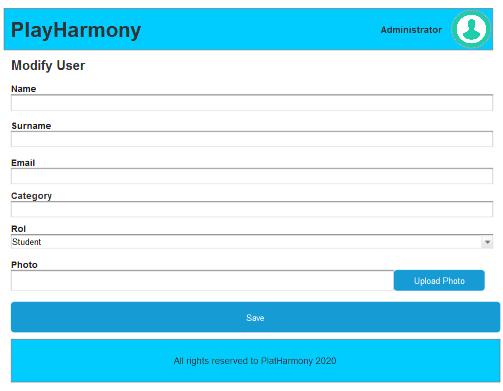 PlayHarmony
Administrator
Modify User
Name
Surname
Email
Category
Rol
Student
Photo
Upload Photo
Save
All rights reserved to PlatHarmony 2020